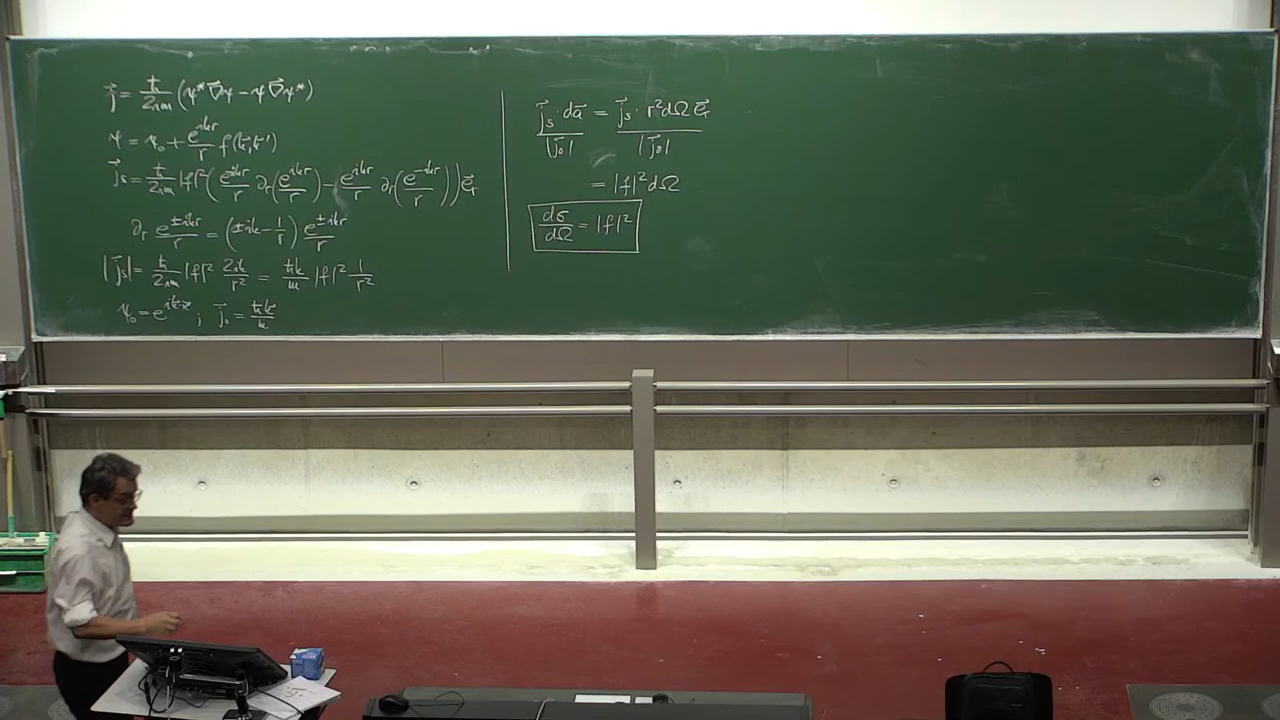 j⃗ = ħ/2im (ψ*∇⃗ψ − ψ∇⃗ψ*)
ψ = ψ₀ + e^{ikr}/r f(k⃗,k⃗')
j⃗s = ħ/2im |f|² (e^{-ikr}/r ∂r(e^{ikr}/r) − e^{ikr}/r ∂r(e^{-ikr}/r)) e⃗r
∂r e^{±ikr}/r = (±ik − 1/r) e^{±ikr}/r
|j⃗s| = ħ/2im |f|² 2ik/r² = ħk/m |f|² 1/r²
ψ₀ = e^{ik⃗·x⃗} ; j⃗₀ = ħk⃗/m
j⃗s · da⃗ / |j⃗₀| = j⃗s · r²dΩ e⃗r / |j⃗₀|
= |f|² dΩ
dσ/dΩ = |f|²